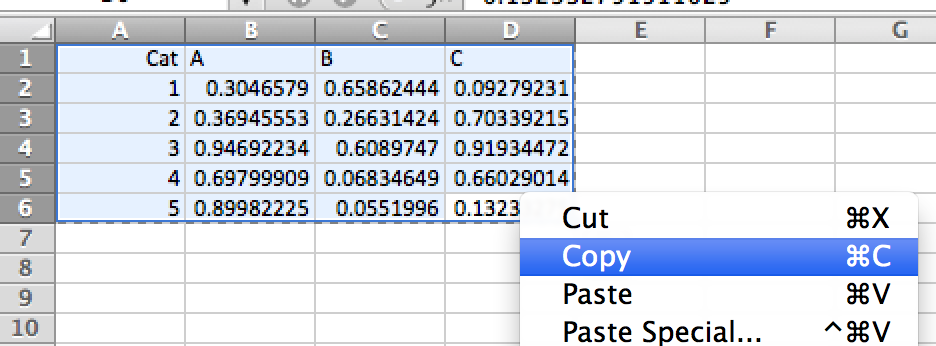 A B C D E F G
1 Cat A B C
2 1 0.3046579 0.65862444 0.09279231
3 2 0.36945553 0.26631424 0.70339215
4 3 0.94692234 0.6089747 0.91934472
5 4 0.69799909 0.06834649 0.66029014
6 5 0.89982225 0.0551996 0.1323
7
8
9
10
Cut ⌘X
Copy ⌘C
Paste ⌘V
Paste Special... ^⌘V